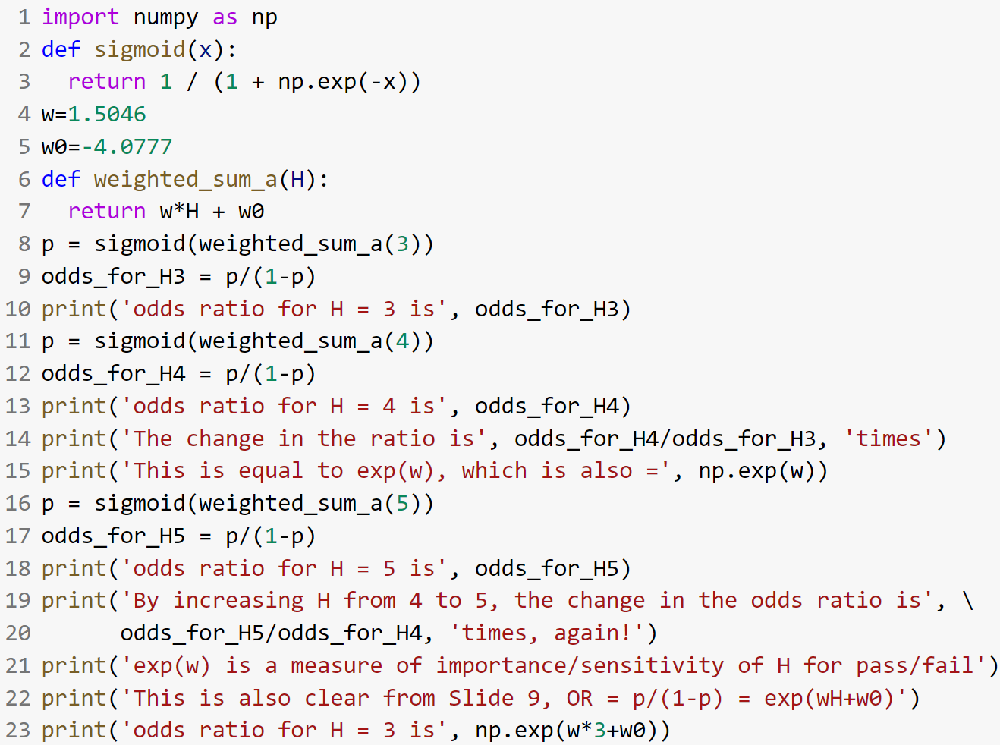 1 import numpy as np
2 def sigmoid(x):
3   return 1 / (1 + np.exp(-x))
4 w=1.5046
5 w0=-4.0777
6 def weighted_sum_a(H):
7   return w*H + w0
8 p = sigmoid(weighted_sum_a(3))
9 odds_for_H3 = p/(1-p)
10 print('odds ratio for H = 3 is', odds_for_H3)
11 p = sigmoid(weighted_sum_a(4))
12 odds_for_H4 = p/(1-p)
13 print('odds ratio for H = 4 is', odds_for_H4)
14 print('The change in the ratio is', odds_for_H4/odds_for_H3, 'times')
15 print('This is equal to exp(w), which is also =', np.exp(w))
16 p = sigmoid(weighted_sum_a(5))
17 odds_for_H5 = p/(1-p)
18 print('odds ratio for H = 5 is', odds_for_H5)
19 print('By increasing H from 4 to 5, the change in the odds ratio is', \
20       odds_for_H5/odds_for_H4, 'times, again!')
21 print('exp(w) is a measure of importance/sensitivity of H for pass/fail')
22 print('This is also clear from Slide 9, OR = p/(1-p) = exp(wH+w0)')
23 print('odds ratio for H = 3 is', np.exp(w*3+w0))